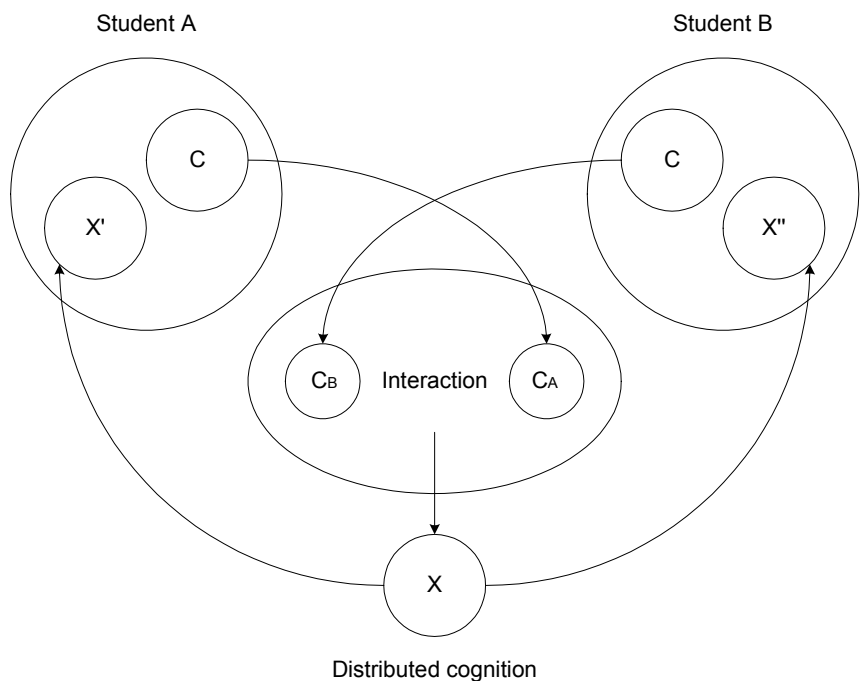 Student A
Student B
C
C
X'
X"
CB
Interaction
CA
X
Distributed cognition